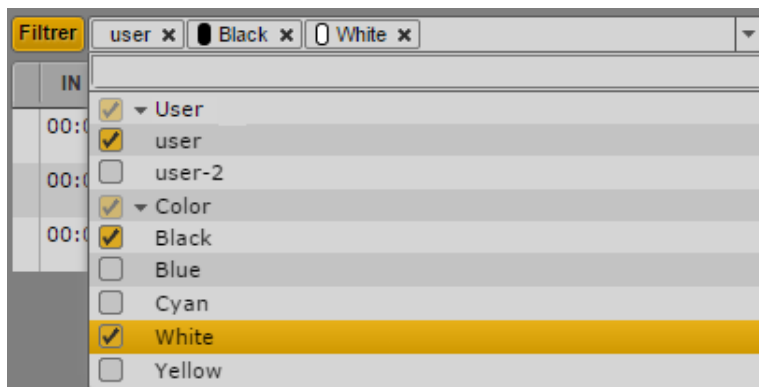 Filtrer user Black White
IN
User
00:0
user
user-2
00:0
Color
00:0
Black
Blue
Cyan
White
Yellow